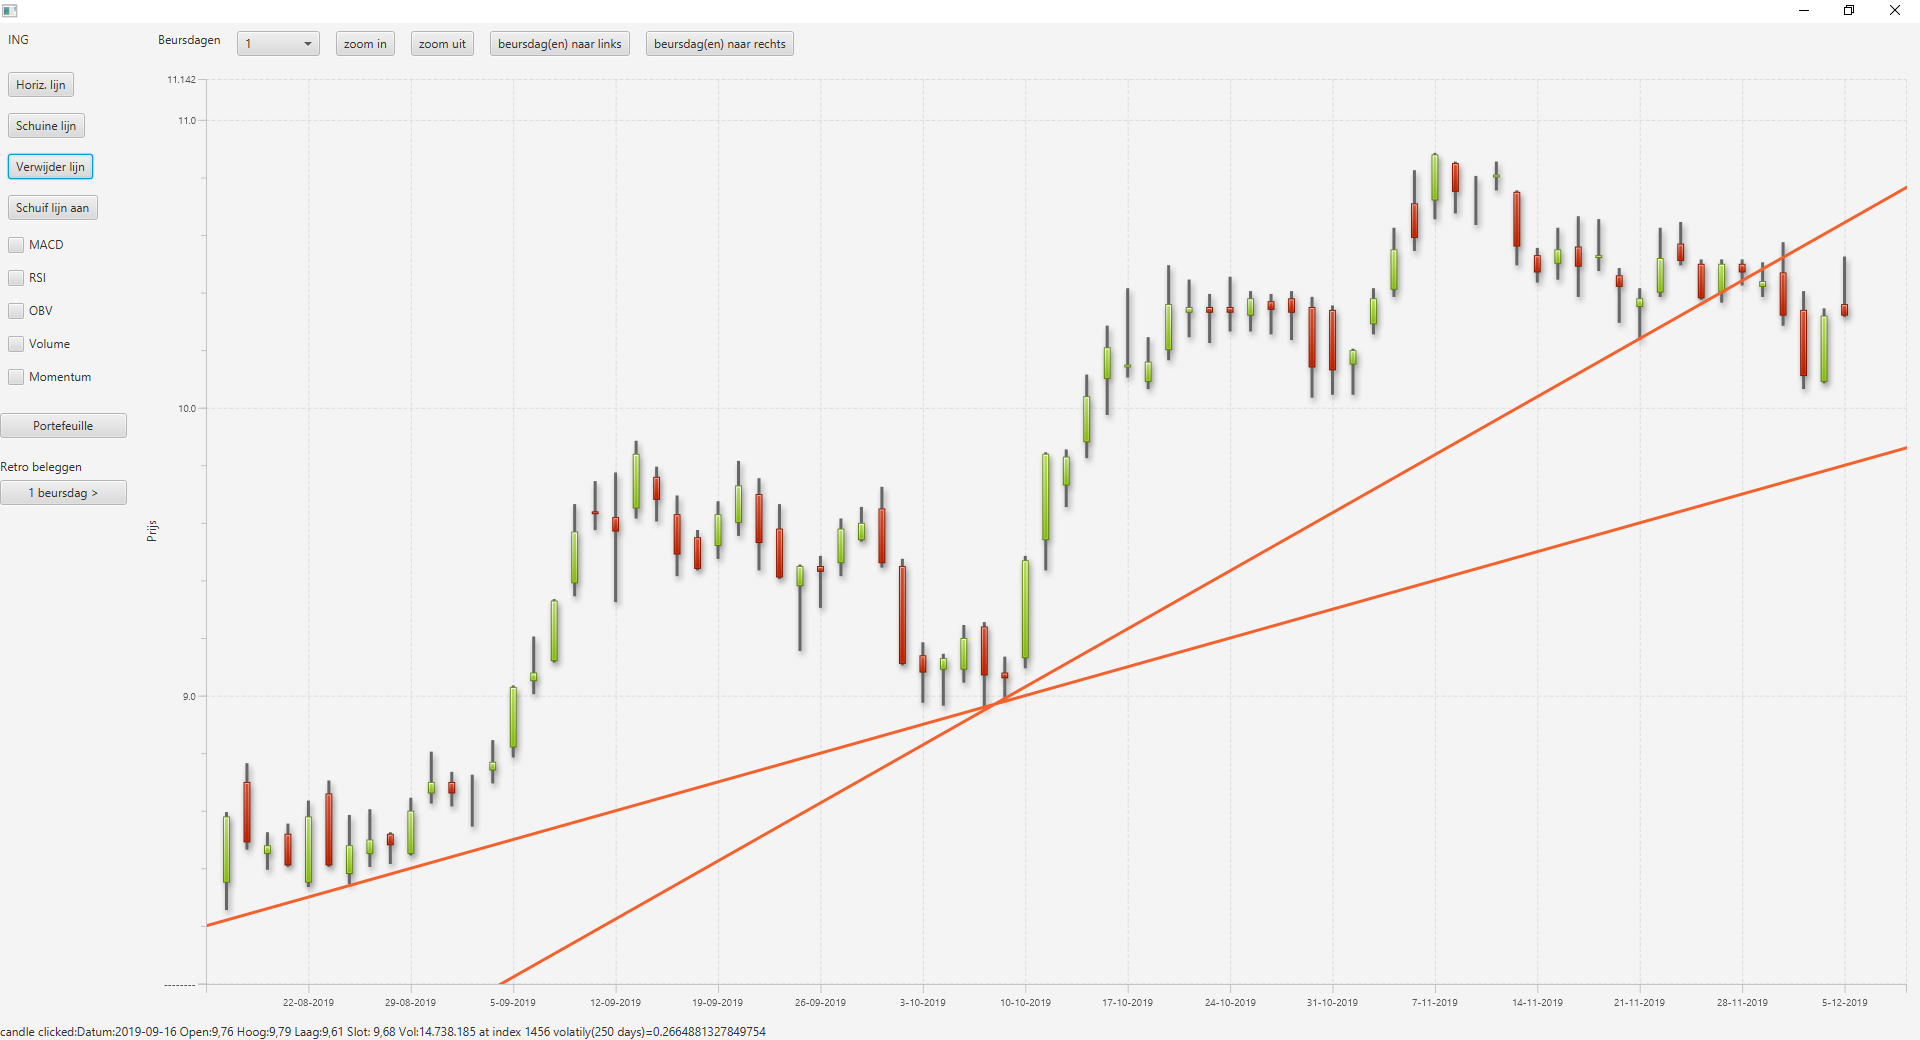 ING
Beursdagen 1 zoom in zoom uit beursdag(en) naar links beursdag(en) naar rechts
Horiz. lijn
Schuine lijn
Verwijder lijn
Schuif lijn aan
MACD
RSI
OBV
Volume
Momentum
Portefeuille
Retro beleggen
1 beursdag >
Prijs
11.142
11.0
10.0
9.0
--------
22-08-2019 29-08-2019 5-09-2019 12-09-2019 19-09-2019 26-09-2019 3-10-2019 10-10-2019 17-10-2019 24-10-2019 31-10-2019 7-11-2019 14-11-2019 21-11-2019 28-11-2019 5-12-2019
candle clicked:Datum:2019-09-16 Open:9,76 Hoog:9,79 Laag:9,61 Slot: 9,68 Vol:14.738.185 at index 1456 volatily(250 days)=0.2664881327849754